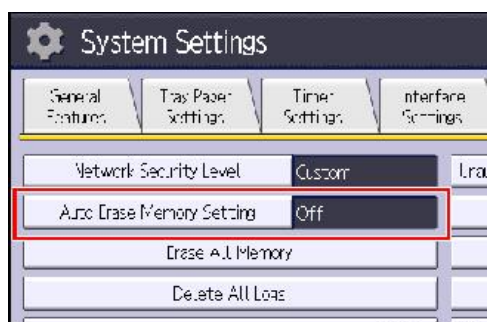 System Settings
General Features
Tray Paper Settings
Timer Settings
Interface Settings
Network Security Level
Custom
Auto Erase Memory Setting
Off
Erase All Memory
Delete All Logs